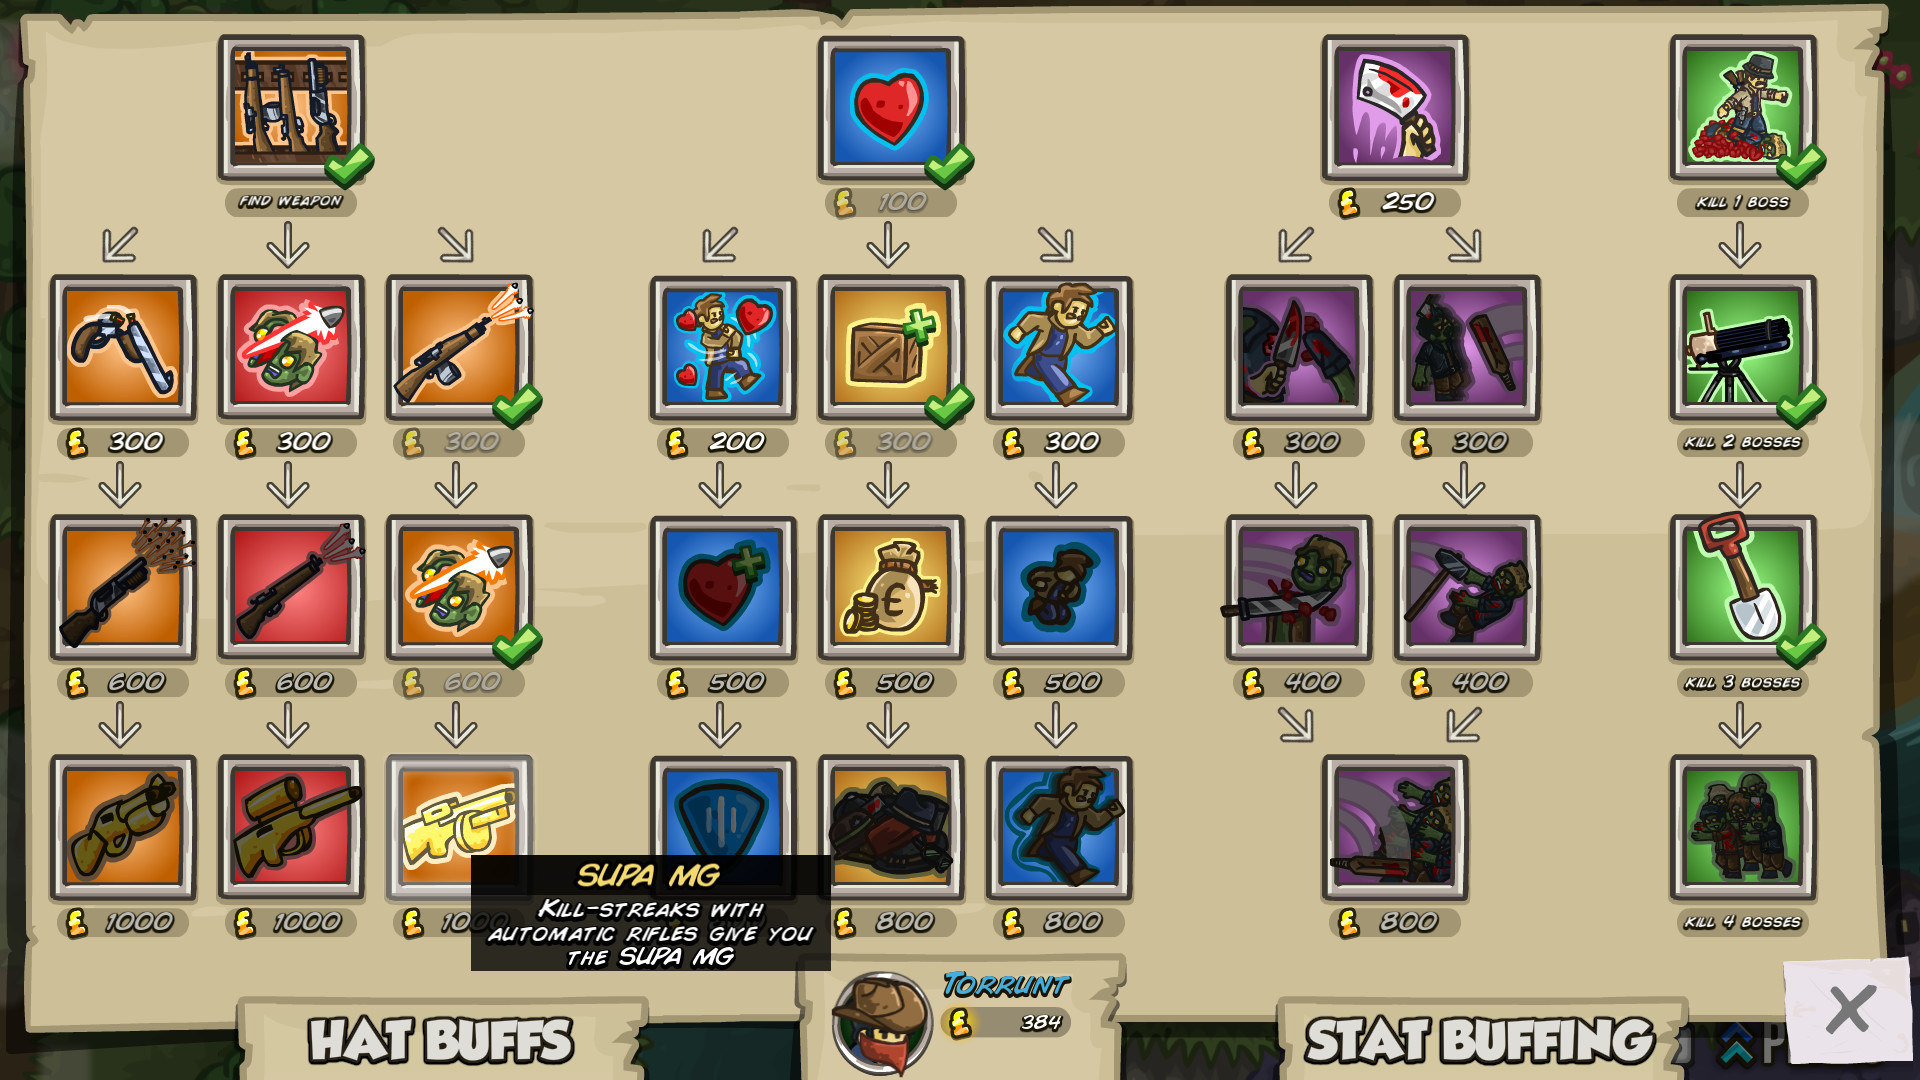 FIND WEAPON
100
250
KILL 1 BOSS
300
300
300
200
300
300
300
300
KILL 2 BOSSES
600
600
600
500
500
500
400
400
KILL 3 BOSSES
1000
1000
800
800
800
KILL 4 BOSSES
SUPA MG
KILL-STREAKS WITH
AUTOMATIC RIFLES GIVE YOU
THE SUPA MG
TORRUNT
384
HAT BUFFS
STAT BUFFING